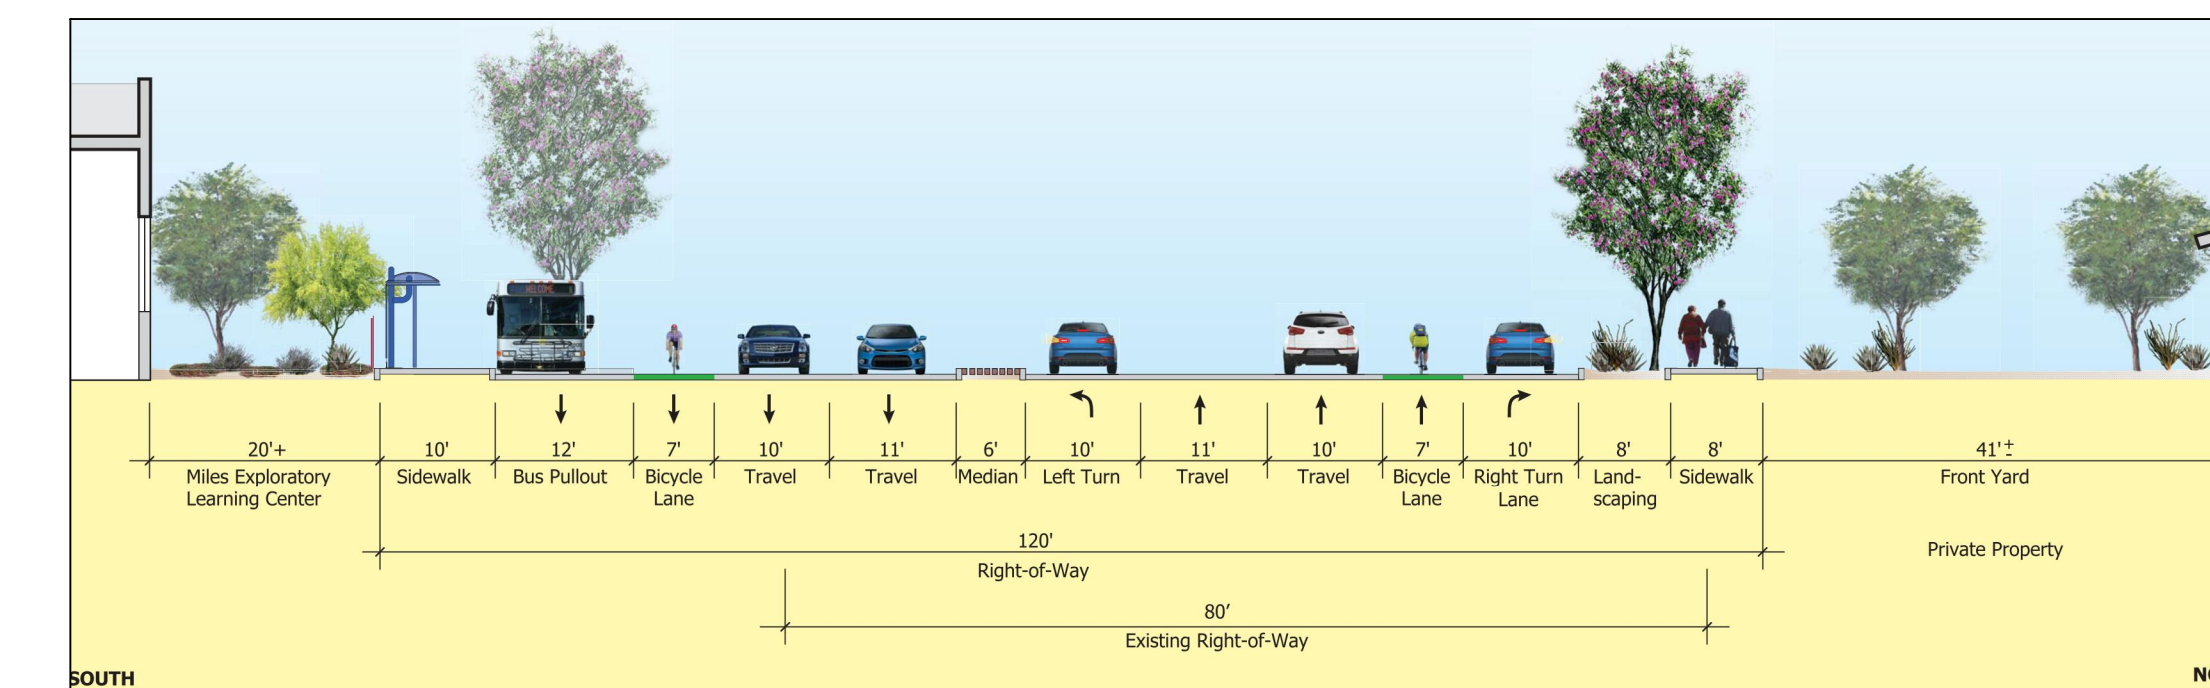 WELCOME
20'+
10'
12'
7'
10'
11'
6'
10'
11'
10'
7'
10'
8'
8'
41'±
Miles Exploratory
Learning Center
Sidewalk
Bus Pullout
Bicycle
Lane
Travel
Travel
Median
Left Turn
Travel
Travel
Bicycle
Lane
Right Turn
Lane
Land-
scaping
Sidewalk
Front Yard
120'
Right-of-Way
Private Property
80’
Existing Right-of-Way
SOUTH